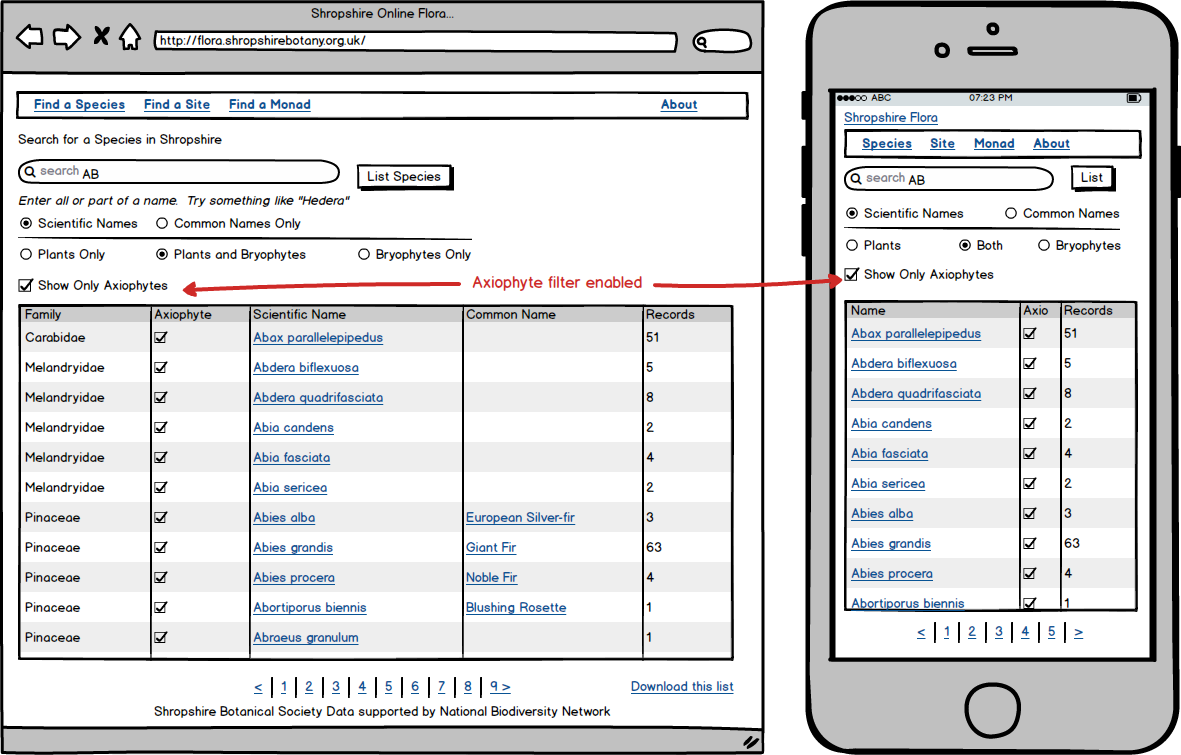 Shropshire Online Flora...
http://flora.shropshirebotany.org.uk/
Find a Species Find a Site Find a Monad About
Search for a Species in Shropshire
search AB List Species
Enter all or part of a name. Try something like "Hedera"
Scientific Names Common Names Only
Plants Only Plants and Bryophytes Bryophytes Only
Show Only Axiophytes
Family Axiophyte Scientific Name Common Name Records
Carabidae Abax parallelepipedus 51
Melandryidae Abdera biflexuosa 5
Melandryidae Abdera quadrifasciata 8
Melandryidae Abia candens 2
Melandryidae Abia fasciata 4
Melandryidae Abia sericea 2
Pinaceae Abies alba European Silver-fir 3
Pinaceae Abies grandis Giant Fir 63
Pinaceae Abies procera Noble Fir 4
Pinaceae Abortiporus biennis Blushing Rosette 1
Pinaceae Abraeus granulum 1
< 1 2 3 4 5 6 7 8 9 > Download this list
Shropshire Botanical Society Data supported by National Biodiversity Network
Axiophyte filter enabled
ABC 07:23 PM
Shropshire Flora
Species Site Monad About
search AB List
Scientific Names Common Names
Plants Both Bryophytes
Show Only Axiophytes
Name Axio Records
Abax parallelepipedus 51
Abdera biflexuosa 5
Abdera quadrifasciata 8
Abia candens 2
Abia fasciata 4
Abia sericea 2
Abies alba 3
Abies grandis 63
Abies procera 4
Abortiporus biennis 1
< 1 2 3 4 5 >